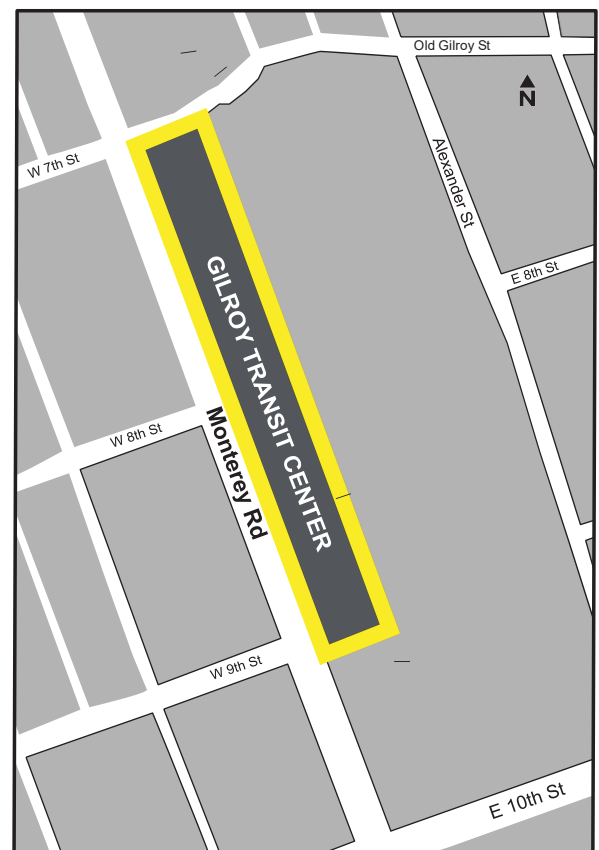 Old Gilroy St
N
W 7th St
Alexander St
E 8th St
GILROY TRANSIT CENTER
W 8th St
Monterey Rd
W 9th St
E 10th St